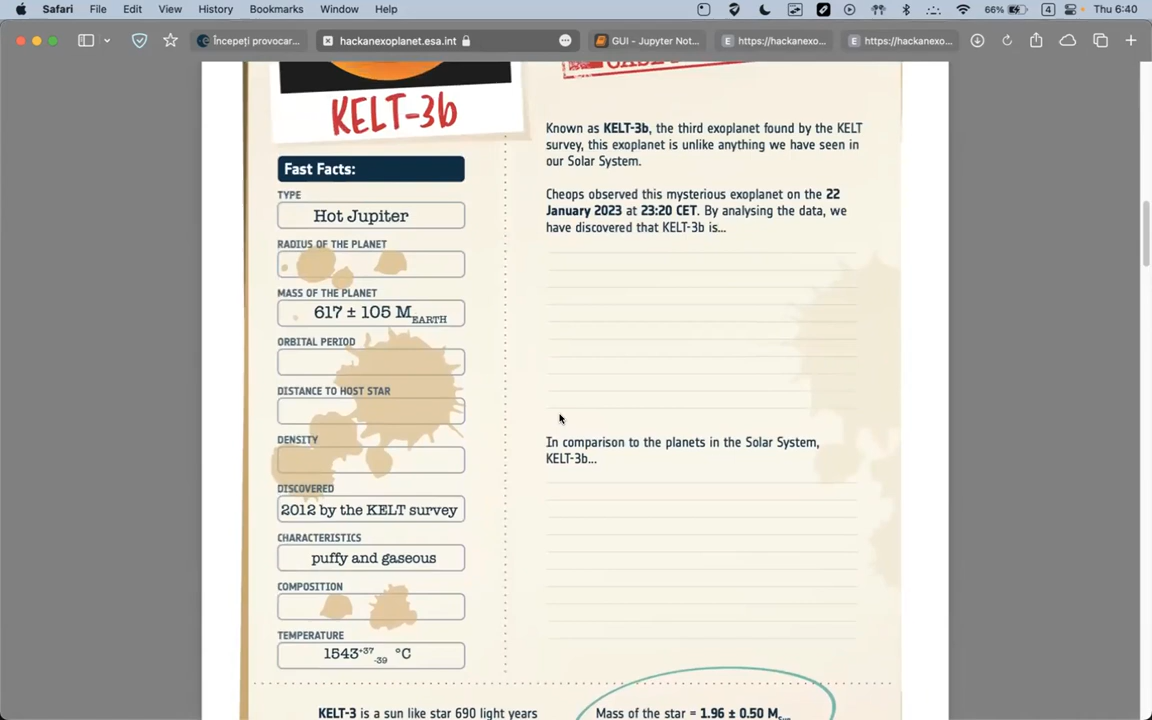 Safari File Edit View History Bookmarks Window Help 66% 4 Thu 6:40
Începeți provocar... hackanexoplanet.esa.int GUI - Jupyter Not... https://hackanexo... https://hackanexo...
KELT-3b
Fast Facts:
TYPE
Hot Jupiter
RADIUS OF THE PLANET
MASS OF THE PLANET
617 ± 105 M EARTH
ORBITAL PERIOD
DISTANCE TO HOST STAR
DENSITY
DISCOVERED
2012 by the KELT survey
CHARACTERISTICS
puffy and gaseous
COMPOSITION
TEMPERATURE
1543 +37 -39 °C
Known as KELT-3b, the third exoplanet found by the KELT
survey, this exoplanet is unlike anything we have seen in
our Solar System.
Cheops observed this mysterious exoplanet on the 22
January 2023 at 23:20 CET. By analysing the data, we
have discovered that KELT-3b is...
In comparison to the planets in the Solar System,
KELT-3b...
KELT-3 is a sun like star 690 light years
Mass of the star = 1.96 ± 0.50 M Sun